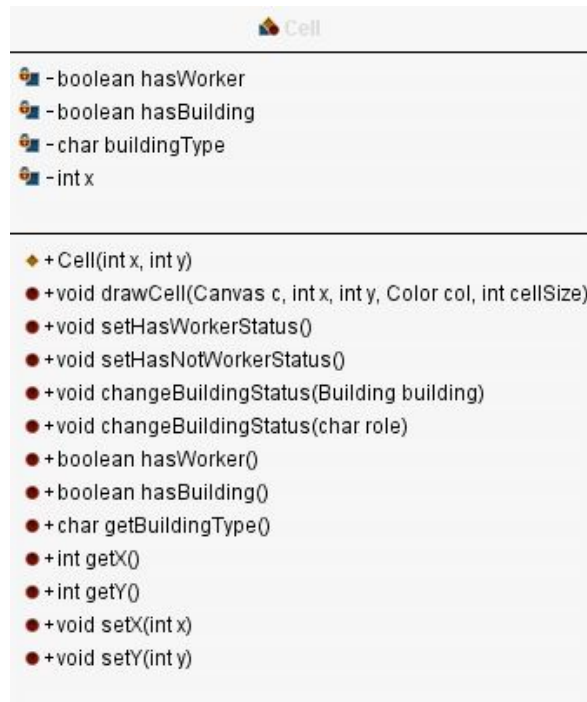 Cell
-boolean hasWorker
-boolean hasBuilding
-char buildingType
-int x
+Cell(int x, int y)
+void drawCell(Canvas c, int x, int y, Color col, int cellSize)
+void setHasWorkerStatus()
+void setHasNotWorkerStatus()
+void changeBuildingStatus(Building building)
+void changeBuildingStatus(char role)
+boolean hasWorker()
+boolean hasBuilding()
+char getBuildingType()
+int getX()
+int getY()
+void setX(int x)
+void setY(int y)